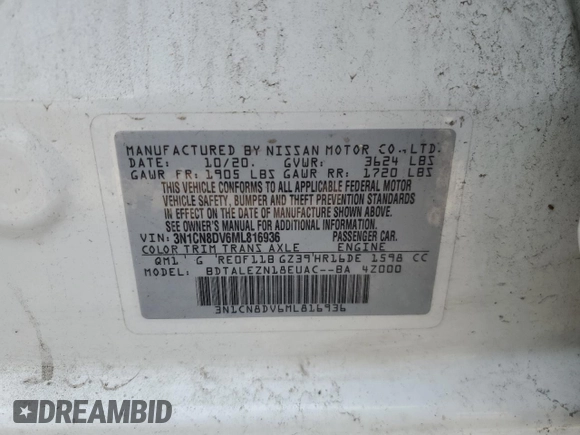 MANUFACTURED BY NISSAN MOTOR CO.,LTD.
DATE: 10/20. GVWR: 3624 LBS
GAWR FR: 1905 LBS GAWR RR: 1720 LBS
THIS VEHICLE CONFORMS TO ALL APPLICABLE FEDERAL MOTOR
VEHICLE SAFETY, BUMPER AND THEFT PREVENTION STANDARDS
IN EFFECT ON THE DATE OF MANUFACTURE SHOWN ABOVE.
SEE OWNER'S MANUAL FOR ADDITIONAL INFORMATION.
VIN: 3N1CN8DV6ML816936 PASSENGER CAR.
COLOR TRIM TRANS AXLE ENGINE
QM1' G 'RE0F11B GZ39'HR16DE 1598 CC
MODEL: BDTALEZN18EUAC--BA 4Z000
3N1CN8DV6ML816936
DREAMBID